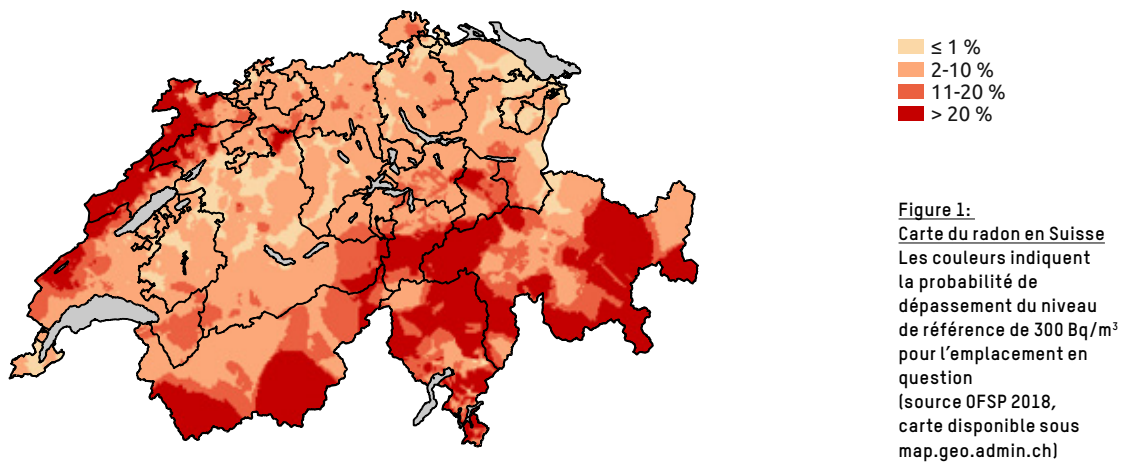 ≤ 1 %
2-10 %
11-20 %
> 20 %
Figure 1:
Carte du radon en Suisse
Les couleurs indiquent
la probabilité de
dépassement du niveau
de référence de 300 Bq/m³
pour l'emplacement en
question
(source OFSP 2018,
carte disponible sous
map.geo.admin.ch)